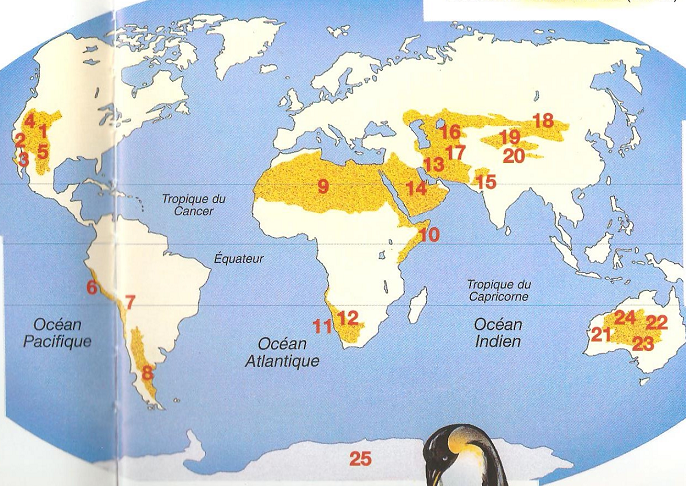 4
1
2
3
5
18
16
19
17
20
13
9
14
15
Tropique du
Cancer
10
Équateur
6
7
Tropique du
Capricorne
Océan
Pacifique
11
12
Océan
Atlantique
Océan
Indien
24
22
21
23
8
25